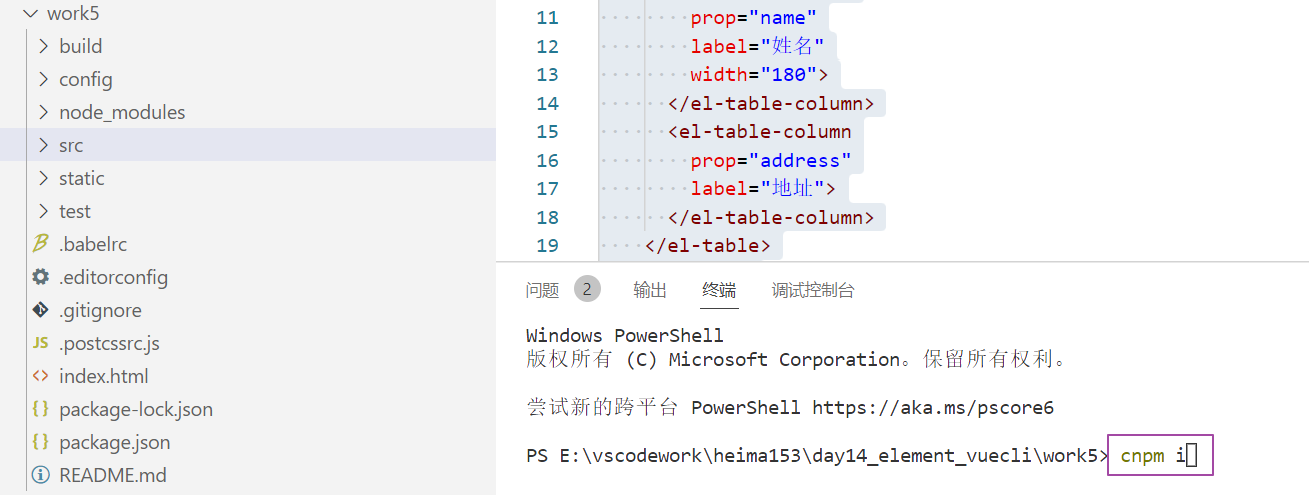 work5
build
config
node_modules
src
static
test
.babelrc
.editorconfig
.gitignore
JS .postcssrc.js
index.html
package-lock.json
package.json
README.md
11 prop="name"
12 label="姓名"
13 width="180">
14 </el-table-column>
15 <el-table-column
16 prop="address"
17 label="地址">
18 </el-table-column>
19 </el-table>
问题 2 输出 终端 调试控制台
Windows PowerShell
版权所有 (C) Microsoft Corporation。保留所有权利。
尝试新的跨平台 PowerShell https://aka.ms/pscore6
PS E:\vscodework\heima153\day14_element_vuecli\work5> cnpm i